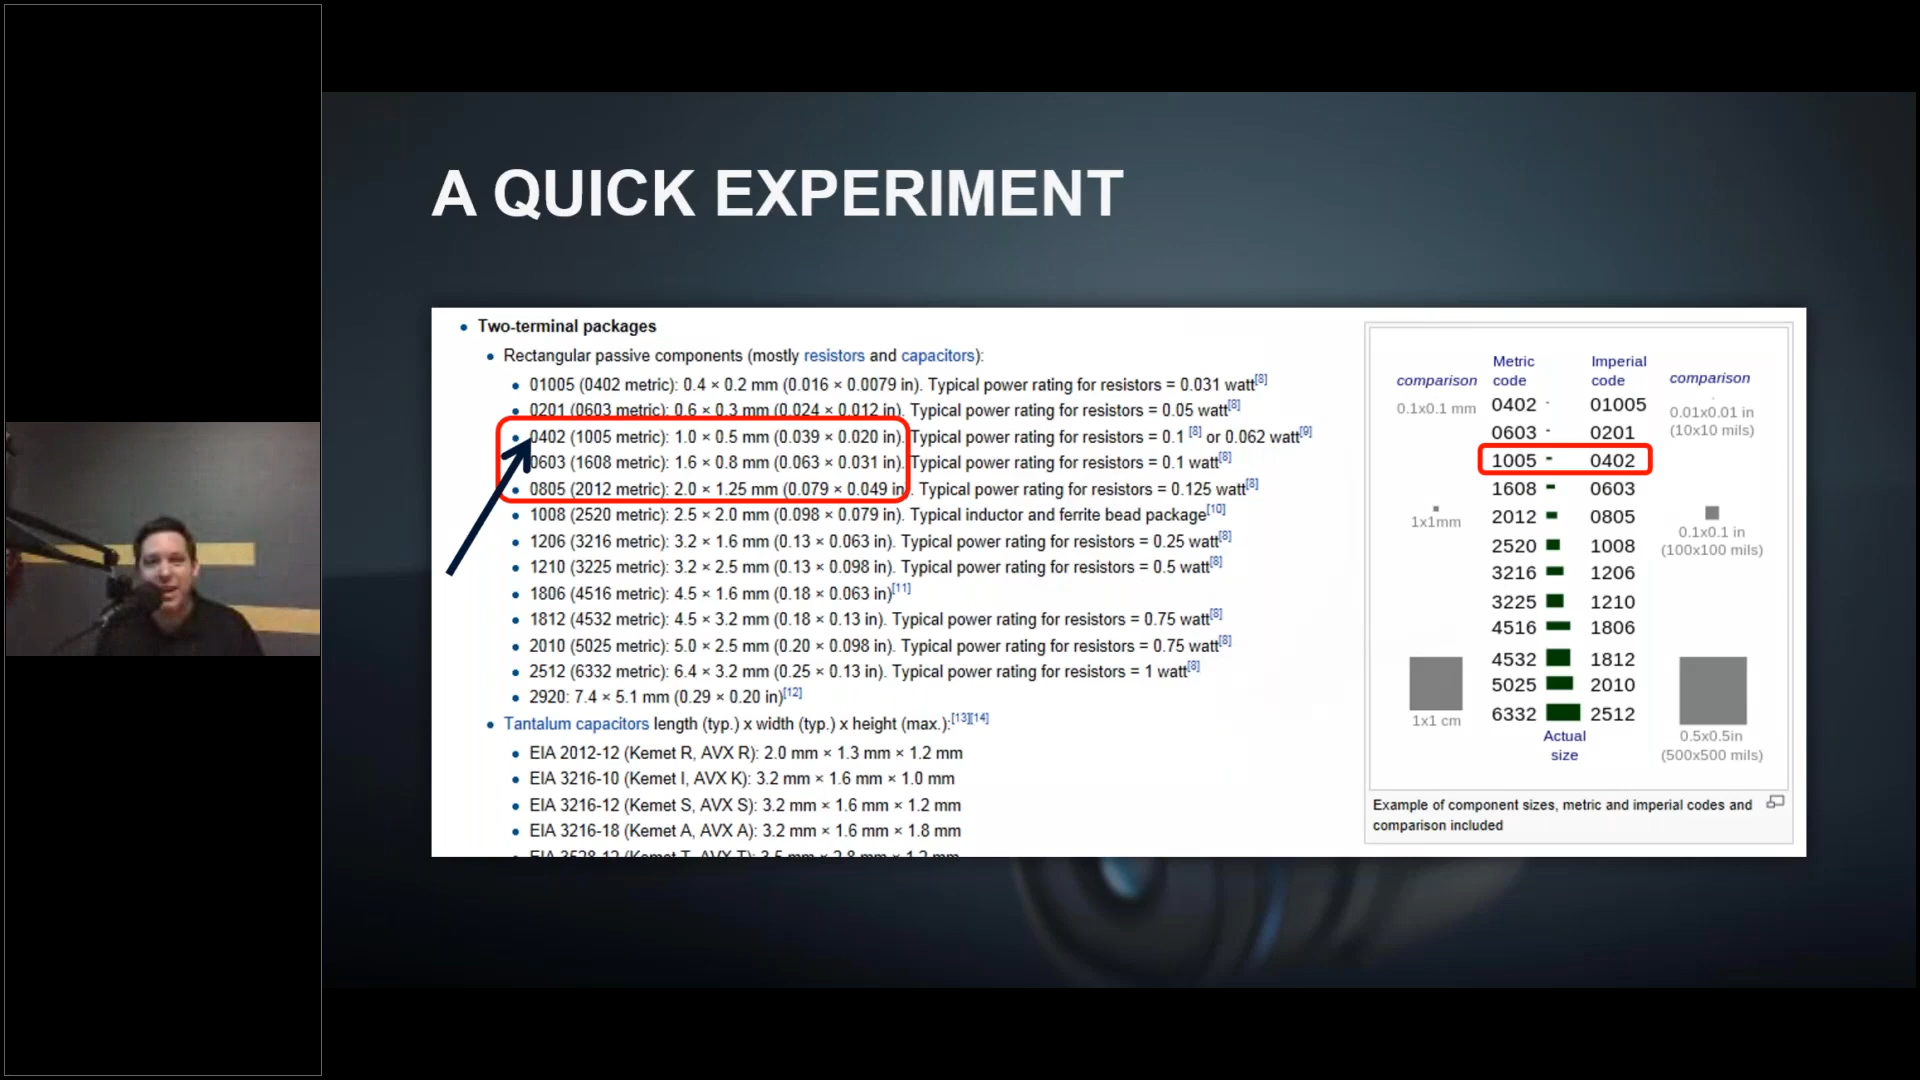 A QUICK EXPERIMENT
Two-terminal packages
Rectangular passive components (mostly resistors and capacitors):
01005 (0402 metric): 0.4 × 0.2 mm (0.016 × 0.0079 in). Typical power rating for resistors = 0.031 watt[8]
0201 (0603 metric): 0.6 × 0.3 mm (0.024 × 0.012 in). Typical power rating for resistors = 0.05 watt[8]
0402 (1005 metric): 1.0 × 0.5 mm (0.039 × 0.020 in). Typical power rating for resistors = 0.1 [8] or 0.062 watt[9]
0603 (1608 metric): 1.6 × 0.8 mm (0.063 × 0.031 in). Typical power rating for resistors = 0.1 watt[8]
0805 (2012 metric): 2.0 × 1.25 mm (0.079 × 0.049 in). Typical power rating for resistors = 0.125 watt[8]
1008 (2520 metric): 2.5 × 2.0 mm (0.098 × 0.079 in). Typical inductor and ferrite bead package[10]
1206 (3216 metric): 3.2 × 1.6 mm (0.13 × 0.063 in). Typical power rating for resistors = 0.25 watt[8]
1210 (3225 metric): 3.2 × 2.5 mm (0.13 × 0.098 in). Typical power rating for resistors = 0.5 watt[8]
1806 (4516 metric): 4.5 × 1.6 mm (0.18 × 0.063 in)[11]
1812 (4532 metric): 4.5 × 3.2 mm (0.18 × 0.13 in). Typical power rating for resistors = 0.75 watt[8]
2010 (5025 metric): 5.0 × 2.5 mm (0.20 × 0.098 in). Typical power rating for resistors = 0.75 watt[8]
2512 (6332 metric): 6.4 × 3.2 mm (0.25 × 0.13 in). Typical power rating for resistors = 1 watt[8]
2920: 7.4 × 5.1 mm (0.29 × 0.20 in)[12]
Tantalum capacitors length (typ.) x width (typ.) x height (max.):[13][14]
EIA 2012-12 (Kemet R, AVX R): 2.0 mm × 1.3 mm × 1.2 mm
EIA 3216-10 (Kemet I, AVX K): 3.2 mm × 1.6 mm × 1.0 mm
EIA 3216-12 (Kemet S, AVX S): 3.2 mm × 1.6 mm × 1.2 mm
EIA 3216-18 (Kemet A, AVX A): 3.2 mm × 1.6 mm × 1.8 mm
EIA 3528-12 (Kemet T, AVX T): 3.5 mm × 2.8 mm × 1.2 mm
Metric Imperial
comparison code code comparison
0.1x0.1 mm 0402 01005 0.01x0.01 in
0603 0201 (10x10 mils)
1005 0402
1608 0603
1x1mm 2012 0805 0.1x0.1 in
2520 1008 (100x100 mils)
3216 1206
3225 1210
4516 1806
4532 1812
5025 2010
1x1 cm 6332 2512 0.5x0.5in
Actual (500x500 mils)
size
Example of component sizes, metric and imperial codes and
comparison included